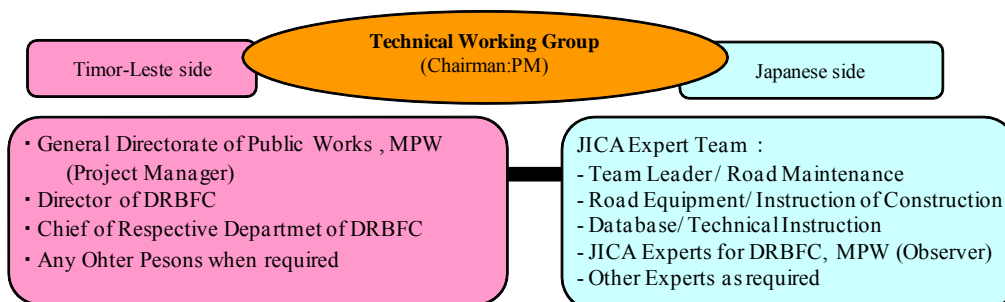 Technical Working Group
(Chairman:PM)
Timor-Leste side
Japanese side
・General Directorate of Public Works , MPW
(Project Manager)
・Director of DRBFC
・Chief of Respective Departmet of DRBFC
・Any Ohter Pesons when required
JICA Expert Team :
- Team Leader/ Road Maintenance
- Road Equipment/ Instruction of Construction
- Database/ Technical Instruction
- JICA Experts for DRBFC, MPW (Observer)
- Other Experts as required